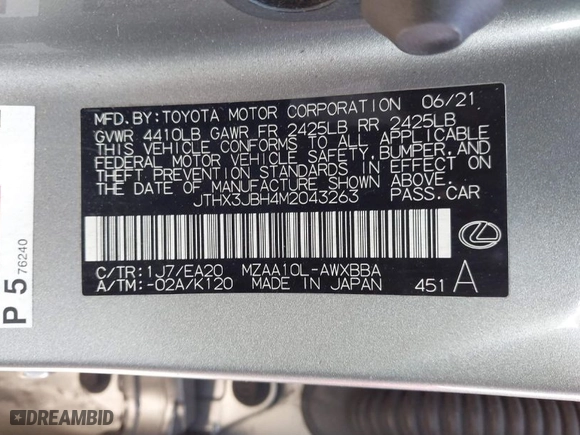 MFD. BY: TOYOTA MOTOR CORPORATION 06/21
GVWR 4410LB GAWR FR 2425LB RR 2425LB
THIS VEHICLE CONFORMS TO ALL APPLICABLE
FEDERAL MOTOR VEHICLE SAFETY, BUMPER, AND
THEFT PREVENTION STANDARDS IN EFFECT ON
THE DATE OF MANUFACTURE SHOWN ABOVE.
JTHX3JBH4M2043263 PASS. CAR
C/TR: 1J7/EA20 MZAA10L-AWXBBA
A/TM: -02A/K120 MADE IN JAPAN 451 A
P 5 76240
DREAMBID